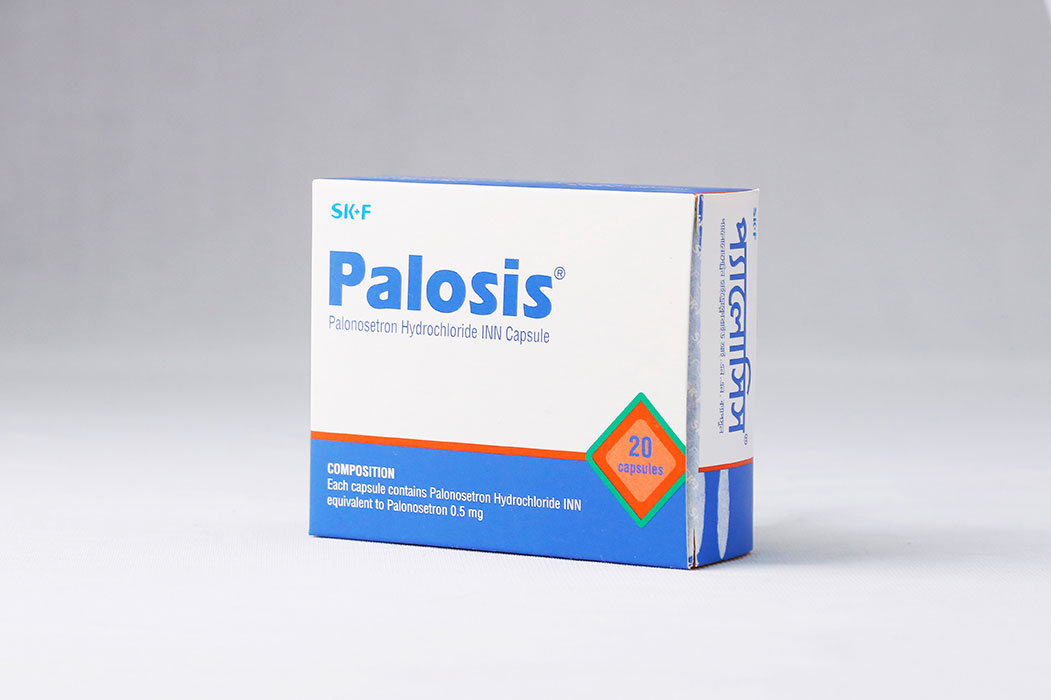 SK+F
Palosis®
Palonosetron Hydrochloride INN Capsule
20
capsules
COMPOSITION
Each capsule contains Palonosetron Hydrochloride INN
equivalent to Palonosetron 0.5 mg
SK+F
প্যালোসিস®